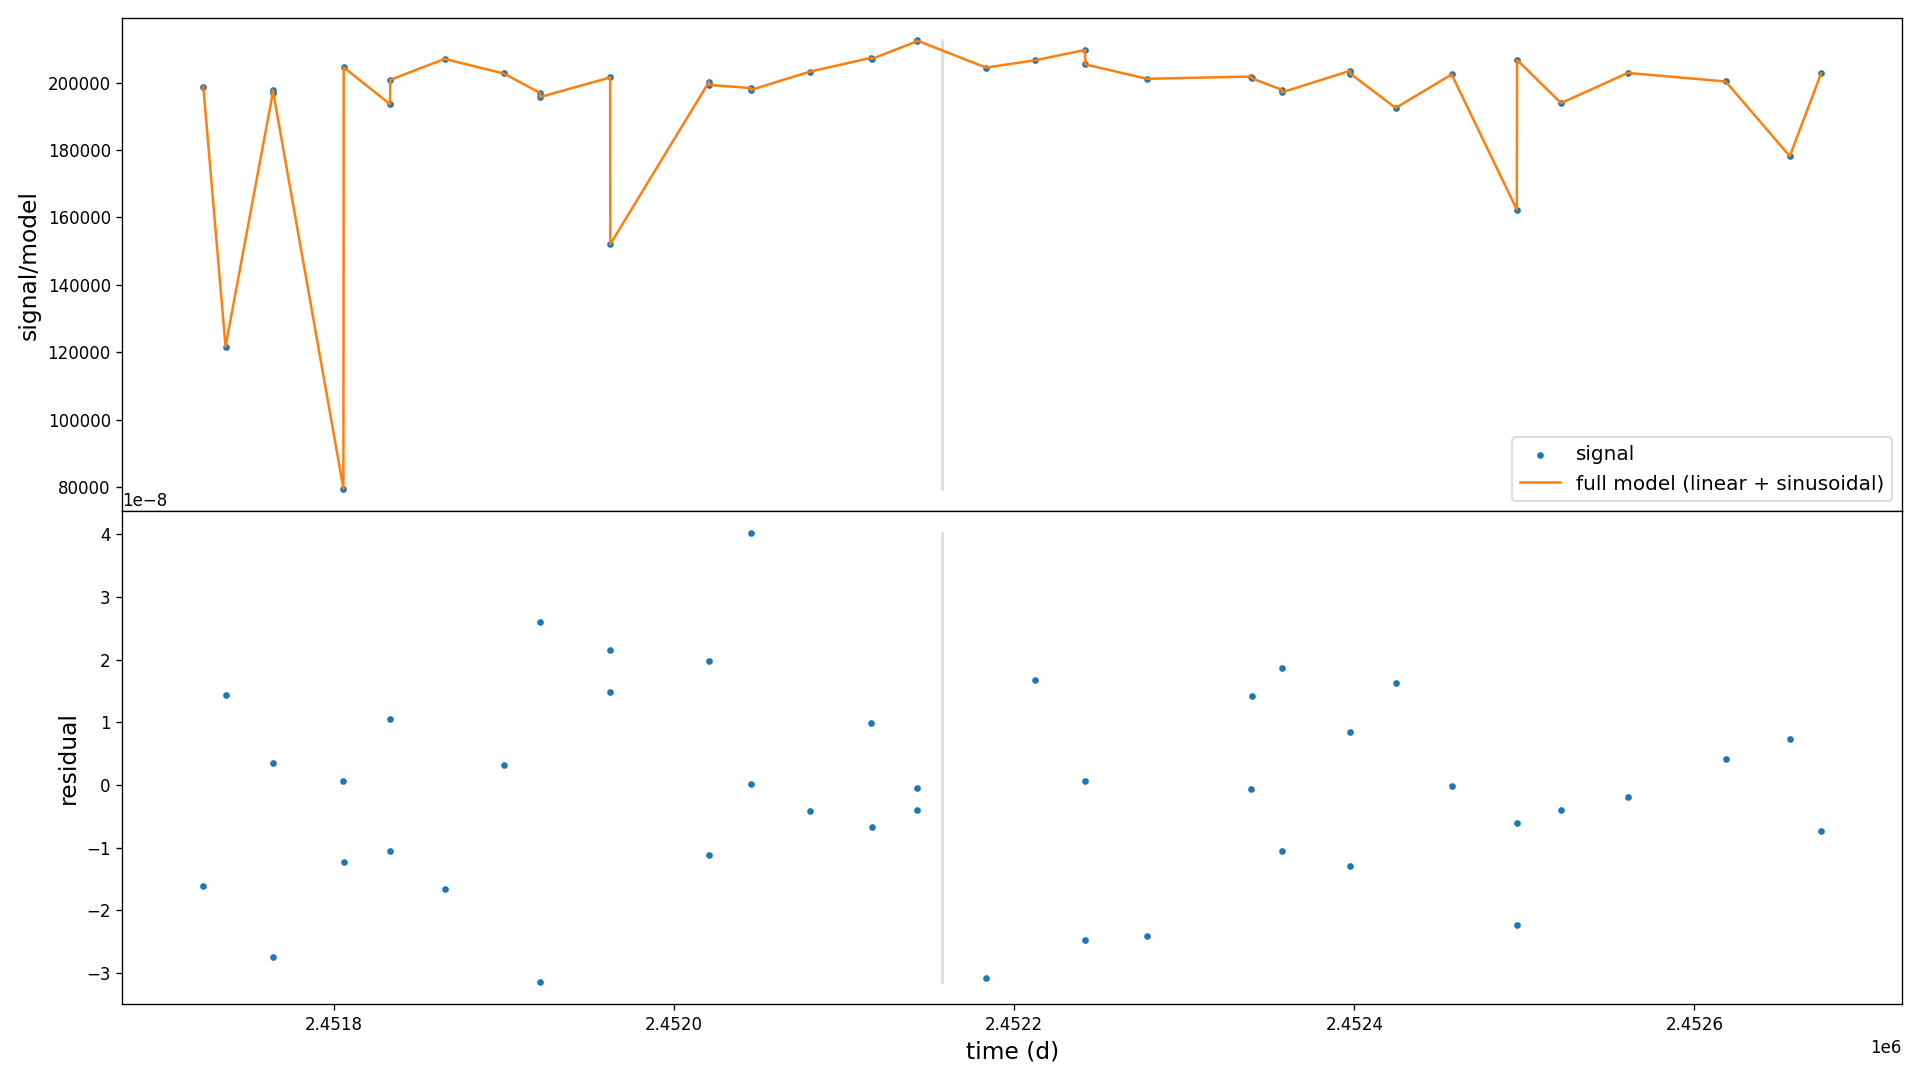 signal/model
200000
180000
160000
140000
120000
100000
80000
signal
full model (linear + sinusoidal)
1e−8
residual
4
3
2
1
0
−1
−2
−3
2.4518
2.4520
2.4522
2.4524
2.4526
time (d)
1e6